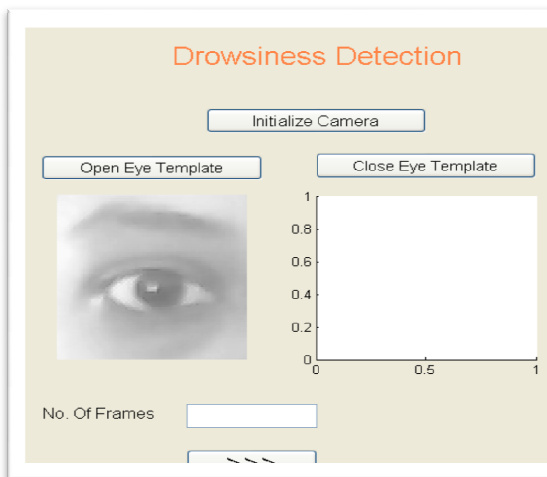 Drowsiness Detection
Initialize Camera
Open Eye Template
Close Eye Template
1
0.8
0.6
0.4
0.2
0
0
0.5
1
No. Of Frames
>>>